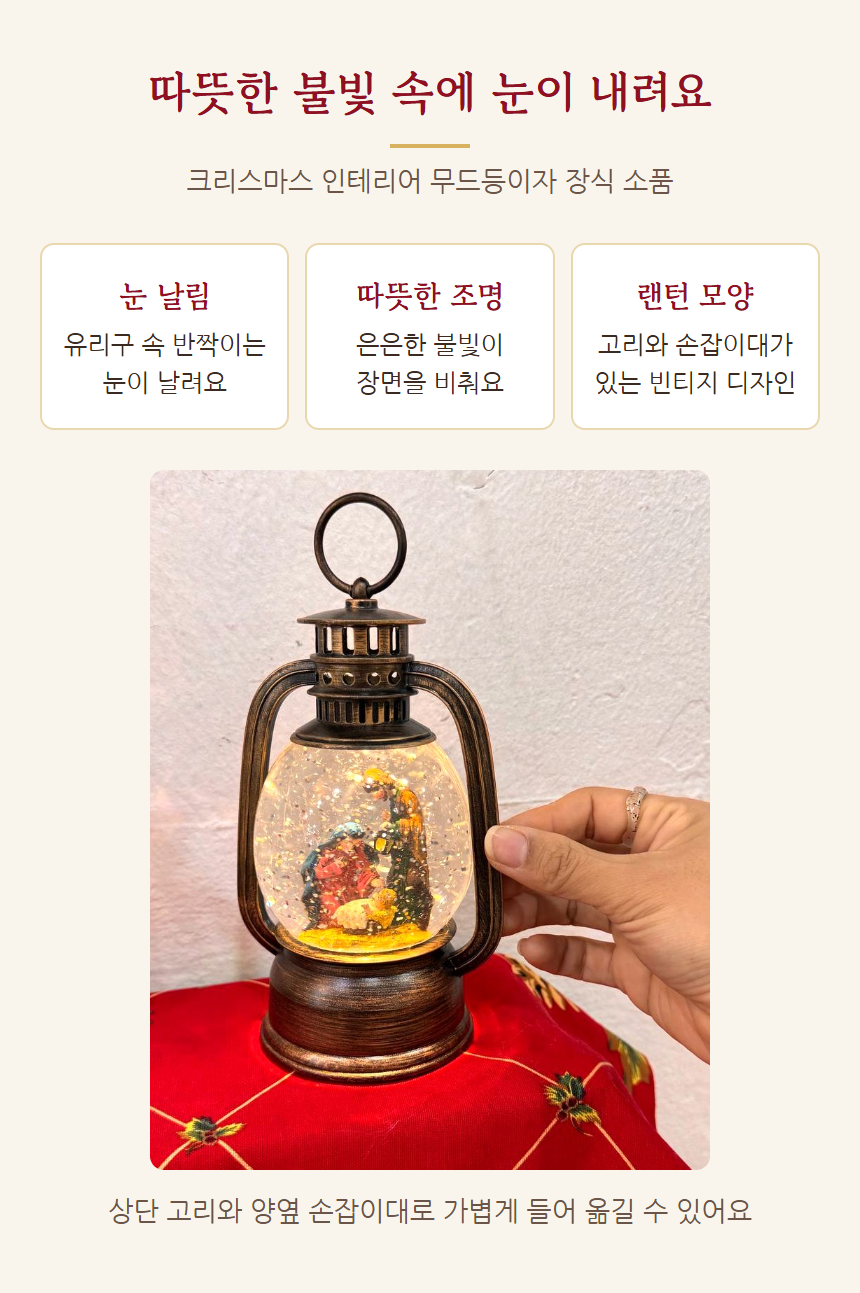 따뜻한 불빛 속에 눈이 내려요
크리스마스 인테리어 무드등이자 장식 소품
눈 날림
유리구 속 반짝이는
눈이 날려요
따뜻한 조명
은은한 불빛이
장면을 비춰요
랜턴 모양
고리와 손잡이대가
있는 빈티지 디자인
상단 고리와 양옆 손잡이대로 가볍게 들어 옮길 수 있어요